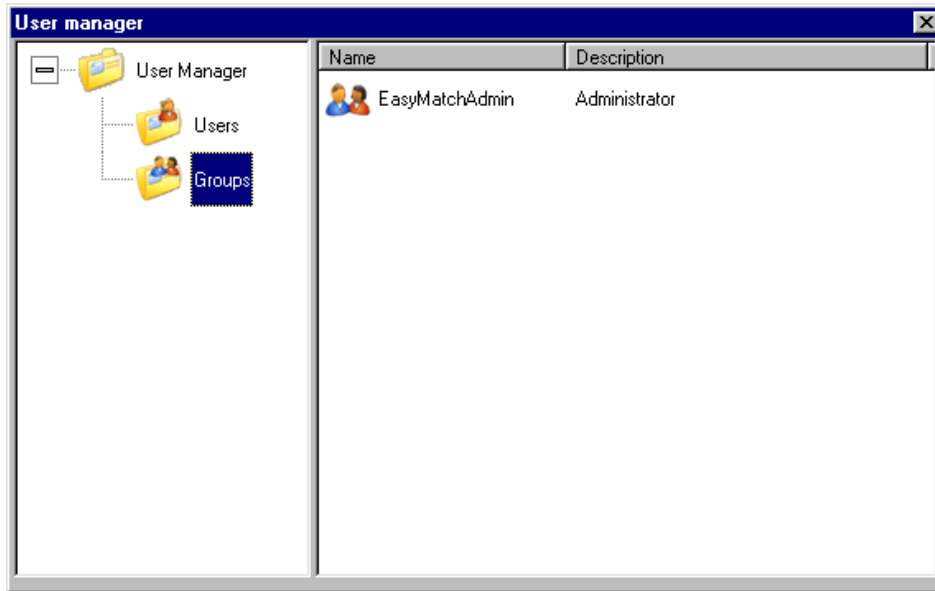 User manager
User Manager
Users
Groups
Name Description
EasyMatchAdmin Administrator